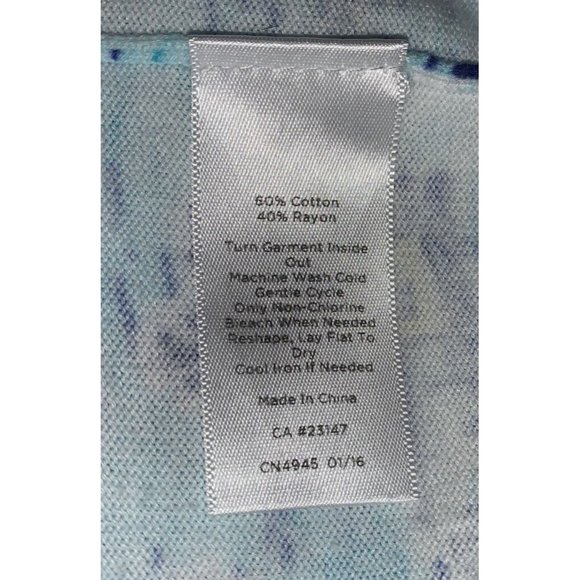 60% Cotton
40% Rayon
Turn Garment Inside
Out
Machine Wash Cold
Gentle Cycle
Only Non-Chlorine
Bleach When Needed
Reshape, Lay Flat To
Dry
Cool Iron If Needed
Made In China
CA #23147
CN4945 01/16